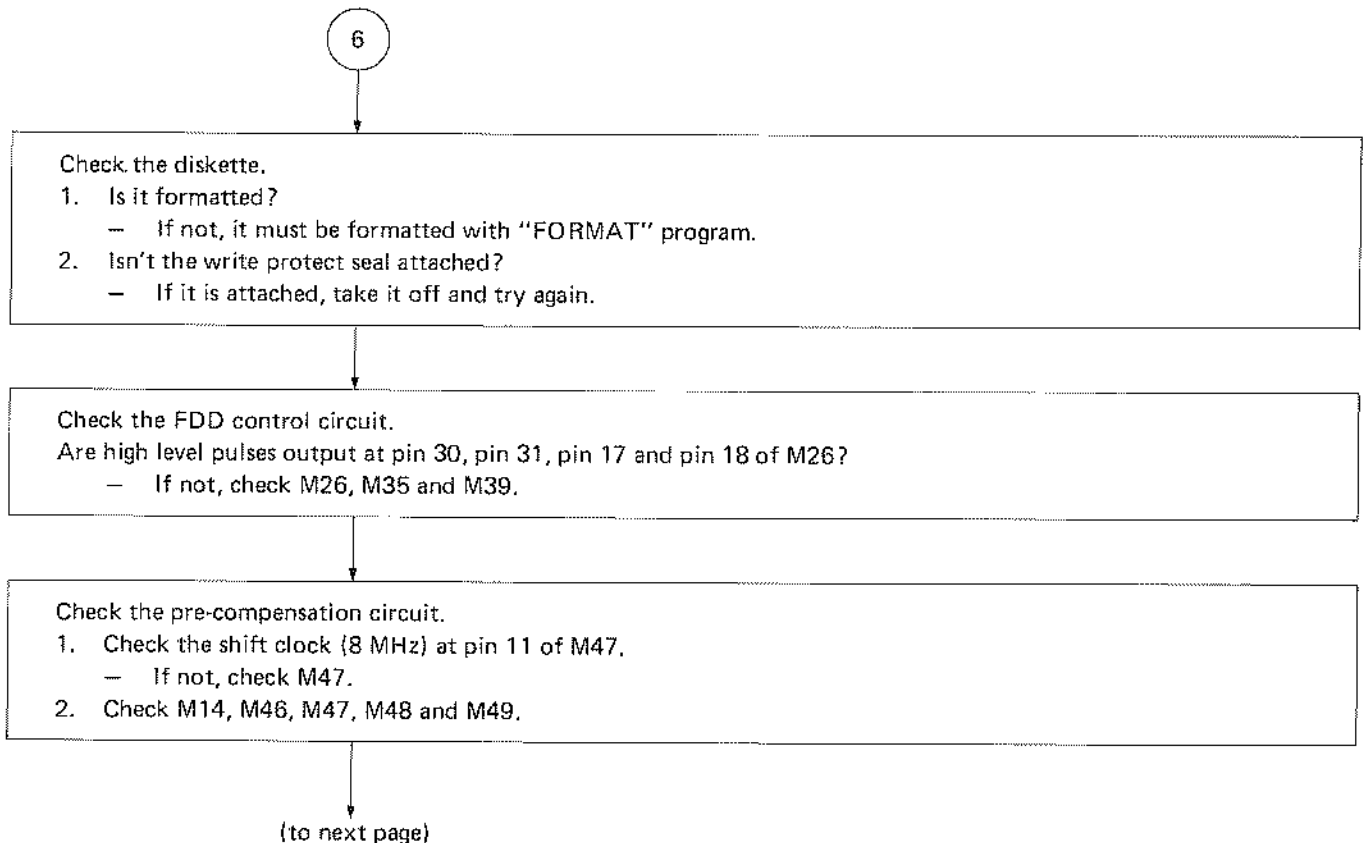 6
Check the diskette.
1. Is it formatted?
— If not, it must be formatted with "FORMAT" program.
2. Isn't the write protect seal attached?
— If it is attached, take it off and try again.
Check the FDD control circuit.
Are high level pulses output at pin 30, pin 31, pin 17 and pin 18 of M26?
— If not, check M26, M35 and M39.
Check the pre-compensation circuit.
1. Check the shift clock (8 MHz) at pin 11 of M47.
— If not, check M47.
2. Check M14, M46, M47, M48 and M49.
(to next page)